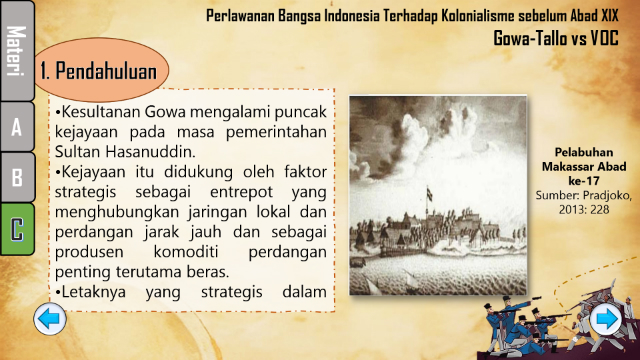 Perlawanan Bangsa Indonesia Terhadap Kolonialisme sebelum Abad XIX
Gowa-Tallo vs VOC
Materi
A
B
C
1. Pendahuluan
•Kesultanan Gowa mengalami puncak
kejayaan pada masa pemerintahan
Sultan Hasanuddin.
•Kejayaan itu didukung oleh faktor
strategis sebagai entrepot yang
menghubungkan jaringan lokal dan
perdangan jarak jauh dan sebagai
produsen komoditi perdangan
penting terutama beras.
•Letaknya yang strategis dalam
Pelabuhan
Makassar Abad
ke-17
Sumber: Pradjoko,
2013: 228